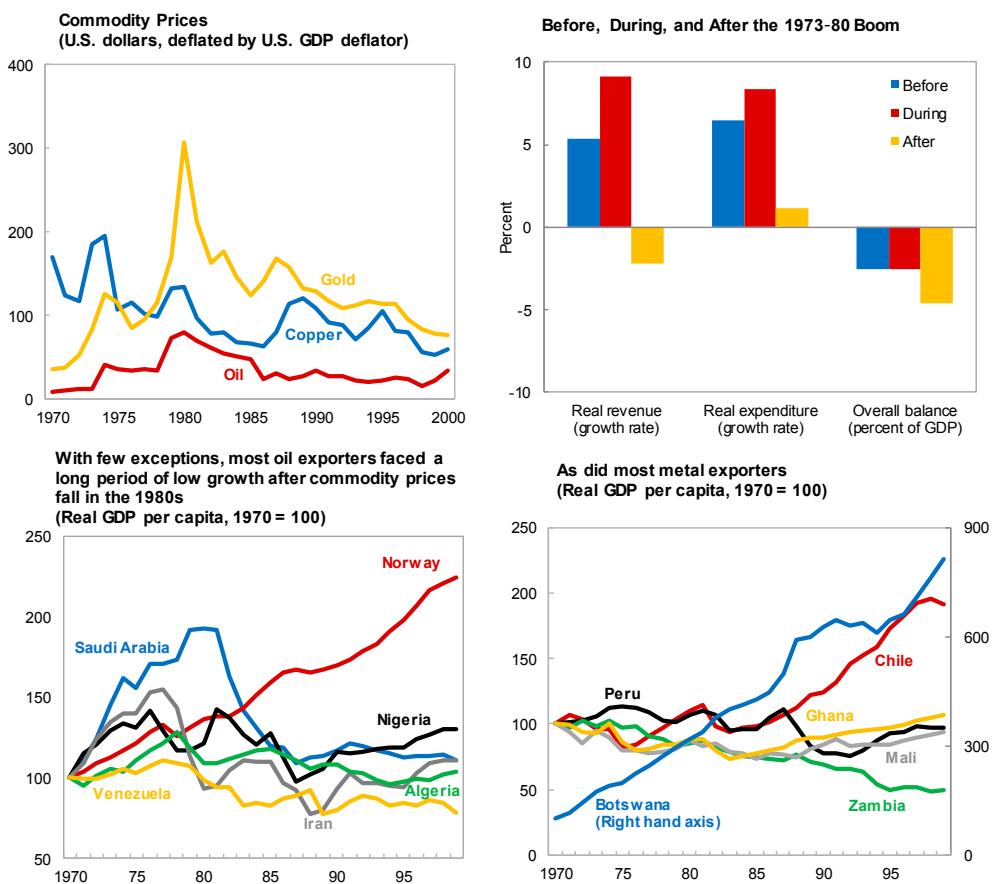 Commodity Prices
(U.S. dollars, deflated by U.S. GDP deflator)
400
300
200
100
0
Gold
Copper
Oil
1970
1975
1980
1985
1990
1995
2000
Before, During, and After the 1973-80 Boom
Percent
10
5
0
-5
-10
Before
During
After
Real revenue
(growth rate)
Real expenditure
(growth rate)
Overall balance
(percent of GDP)
With few exceptions, most oil exporters faced a
long period of low growth after commodity prices
fall in the 1980s
(Real GDP per capita, 1970 = 100)
250
200
150
100
50
Norway
Saudi Arabia
Nigeria
Algeria
Venezuela
Iran
1970
75
80
85
90
95
As did most metal exporters
(Real GDP per capita, 1970 = 100)
250
200
150
100
50
0
900
600
300
0
Peru
Chile
Ghana
Mali
Zambia
Botswana
(Right hand axis)
1970
75
80
85
90
95